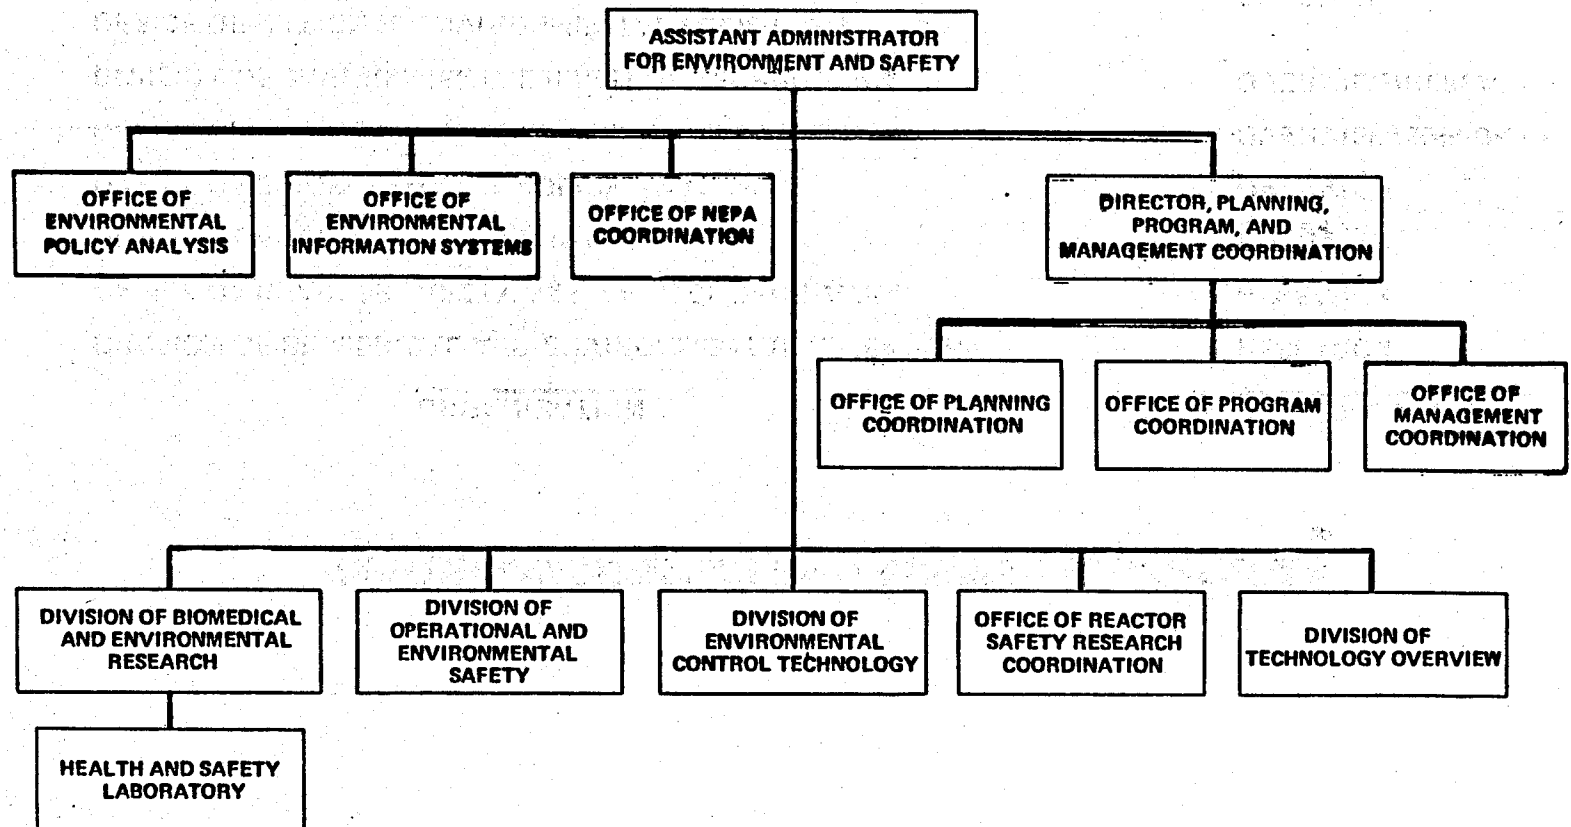 ASSISTANT ADMINISTRATOR
FOR ENVIRONMENT AND SAFETY
OFFICE OF
ENVIRONMENTAL
POLICY ANALYSIS
OFFICE OF
ENVIRONMENTAL
INFORMATION SYSTEMS
OFFICE OF NEPA
COORDINATION
DIRECTOR, PLANNING,
PROGRAM, AND
MANAGEMENT COORDINATION
OFFICE OF PLANNING
COORDINATION
OFFICE OF PROGRAM
COORDINATION
OFFICE OF
MANAGEMENT
COORDINATION
DIVISION OF BIOMEDICAL
AND ENVIRONMENTAL
RESEARCH
DIVISION OF
OPERATIONAL AND
ENVIRONMENTAL
SAFETY
DIVISION OF
ENVIRONMENTAL
CONTROL TECHNOLOGY
OFFICE OF REACTOR
SAFETY RESEARCH
COORDINATION
DIVISION OF
TECHNOLOGY OVERVIEW
HEALTH AND SAFETY
LABORATORY